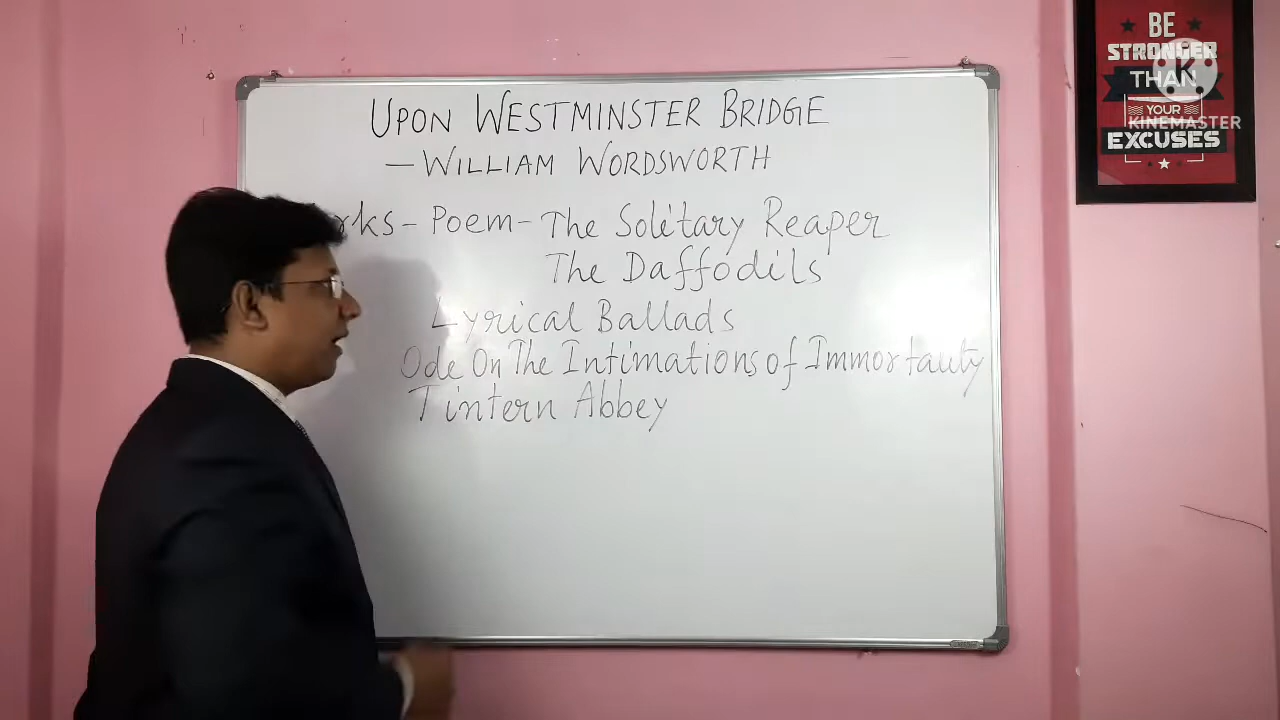 UPON WESTMINSTER BRIDGE
— WILLIAM WORDSWORTH
rks - Poem - The Solitary Reaper
The Daffodils
Lyrical Ballads
Ode On The Intimations of Immortality
Tintern Abbey
BE
STRONGER
THAN
YOUR
EXCUSES
K
KINEMASTER